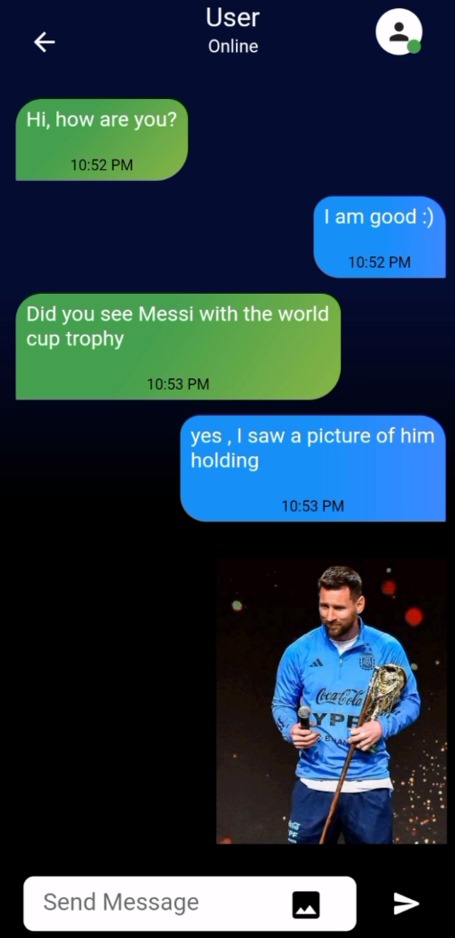 User
Online
Hi, how are you?
10:52 PM
I am good :)
10:52 PM
Did you see Messi with the world
cup trophy
10:53 PM
yes , I saw a picture of him
holding
10:53 PM
Coca-Cola
YPF
Send Message